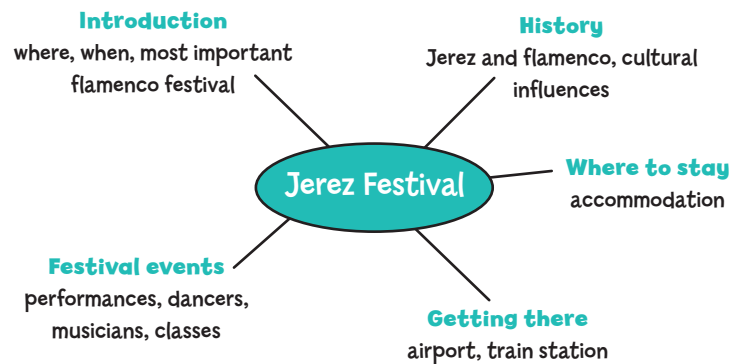 Introduction
where, when, most important
flamenco festival
History
Jerez and flamenco, cultural
influences
Jerez Festival
Where to stay
accommodation
Festival events
performances, dancers,
musicians, classes
Getting there
airport, train station